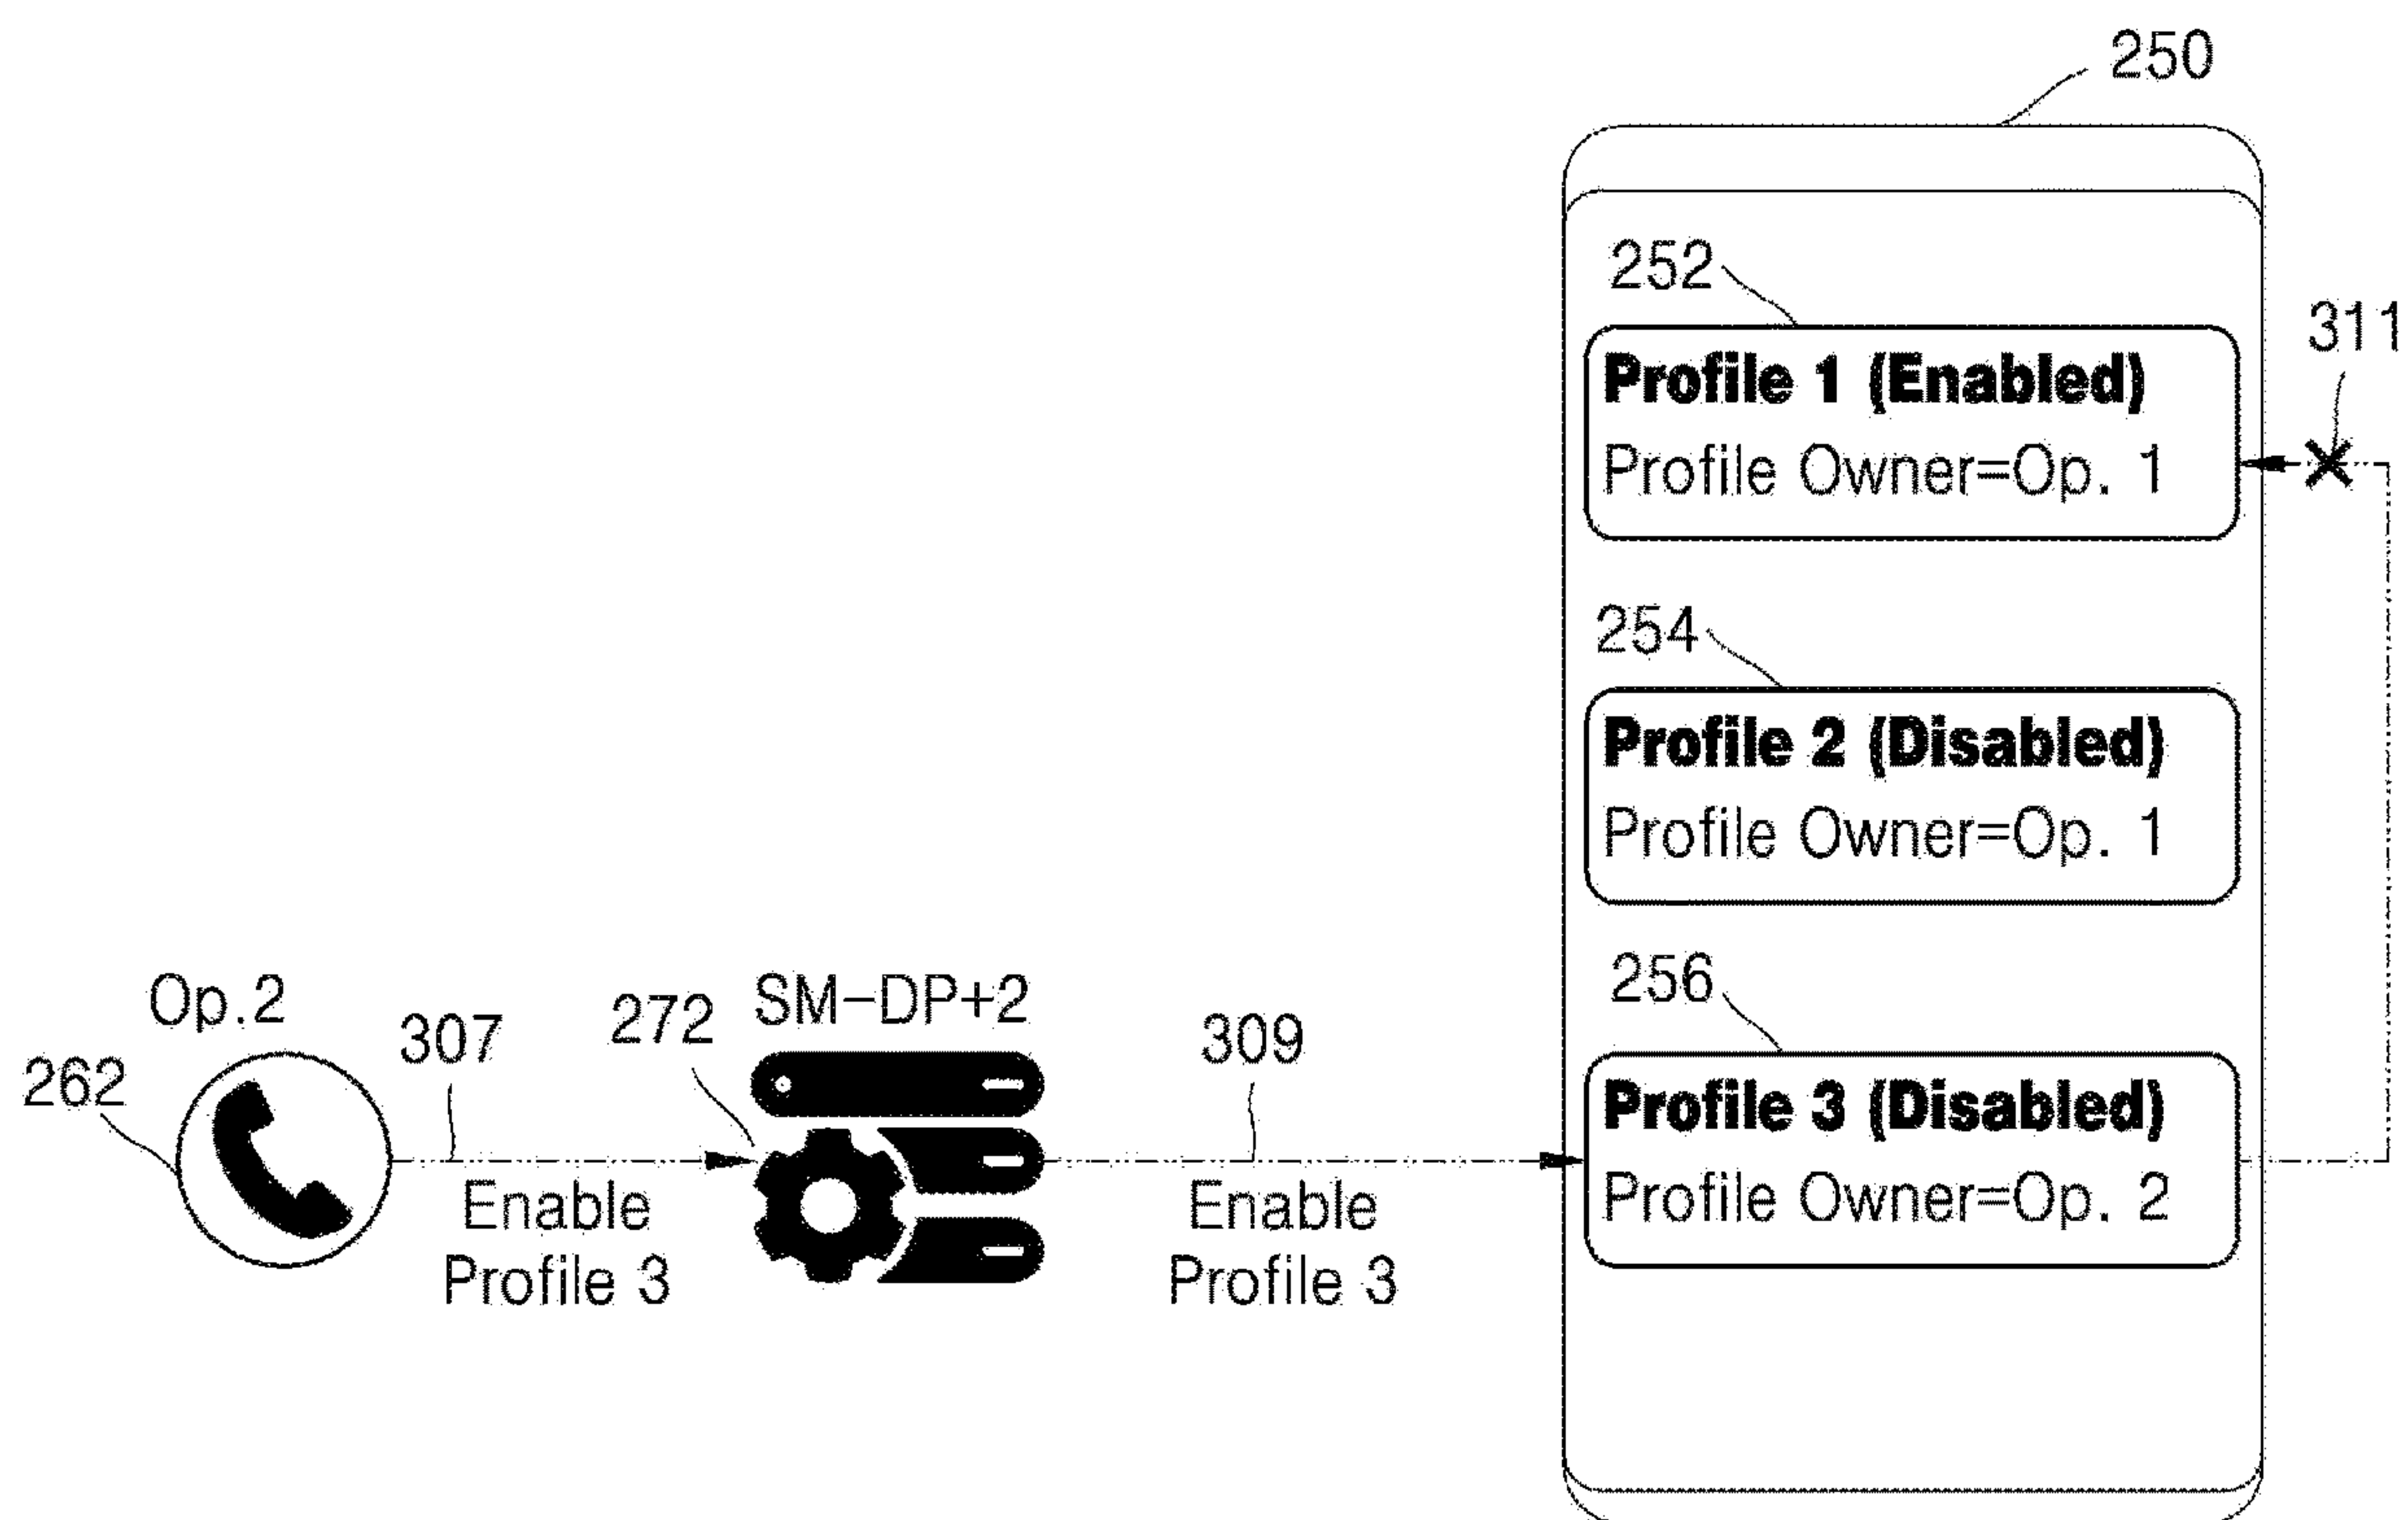 250
252
311
Profile 1 (Enabled)
Profile Owner=Op. 1
254
Profile 2 (Disabled)
Profile Owner=Op. 1
256
Op.2
272
SM-DP+2
262
307
309
Profile 3 (Disabled)
Profile Owner=Op. 2
Enable
Profile 3
Enable
Profile 3